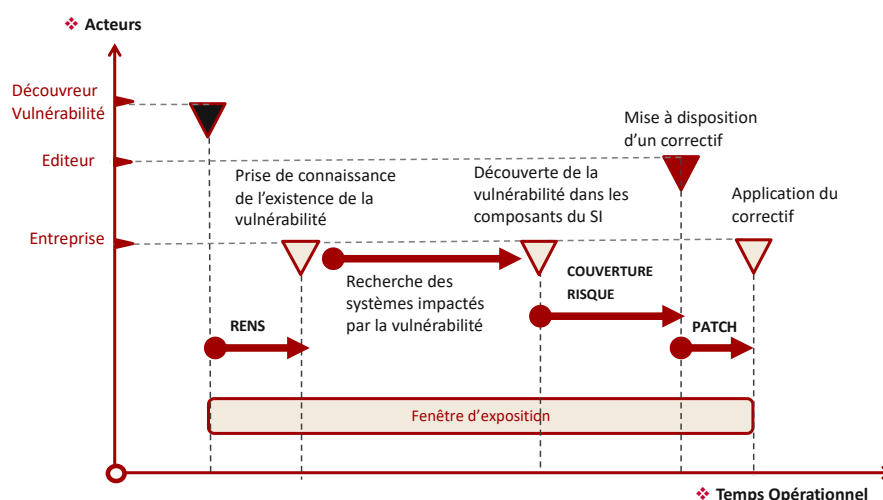 ❖ Acteurs
Découvreur
Vulnérabilité
Mise à disposition
d'un correctif
Editeur
Prise de connaissance
de l'existence de la
vulnérabilité
Découverte de la
vulnérabilité dans les
composants du SI
Application du
correctif
Entreprise
Recherche des
systèmes impactés
par la vulnérabilité
COUVERTURE
RISQUE
RENS
PATCH
Fenêtre d'exposition
❖ Temps Opérationnel